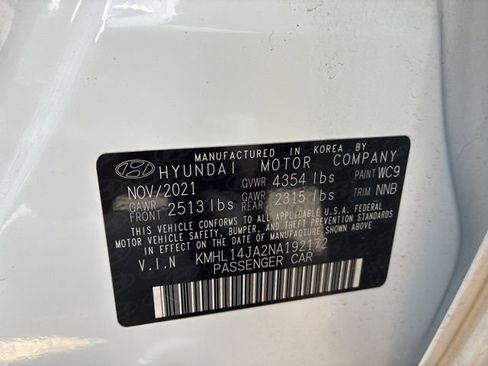 MANUFACTURED IN KOREA BY
HYUNDAI MOTOR COMPANY
NOV/2021 GVWR 4354 lbs PAINT WC9
GAWR FRONT 2513 lbs GAWR REAR 2315 lbs TRIM NNB
THIS VEHICLE CONFORMS TO ALL APPLICABLE U.S.A. FEDERAL
MOTOR VEHICLE SAFETY, BUMPER, AND THEFT PREVENTION STANDARDS
IN EFFECT ON THE DATE OF MANUFACTURE SHOWN ABOVE.
V.I.N KMHL14JA2NA192172
PASSENGER CAR